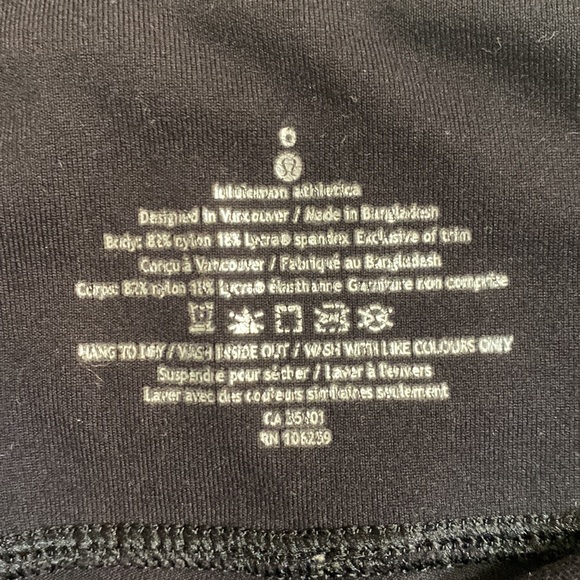 6
lululemon athletica
Designed in Vancouver / Made in Bangladesh
Body: 82% nylon 18% Lycra® spandex Exclusive of trim
Conçu à Vancouver / Fabriqué au Bangladesh
Corps: 82% nylon 18% Lycra® élasthanne Garniture non comprise
HANG TO DRY / WASH INSIDE OUT / WASH WITH LIKE COLOURS ONLY
Suspendre pour sécher / Laver à l'envers
Laver avec des couleurs similaires seulement
CA 35801
RN 106259